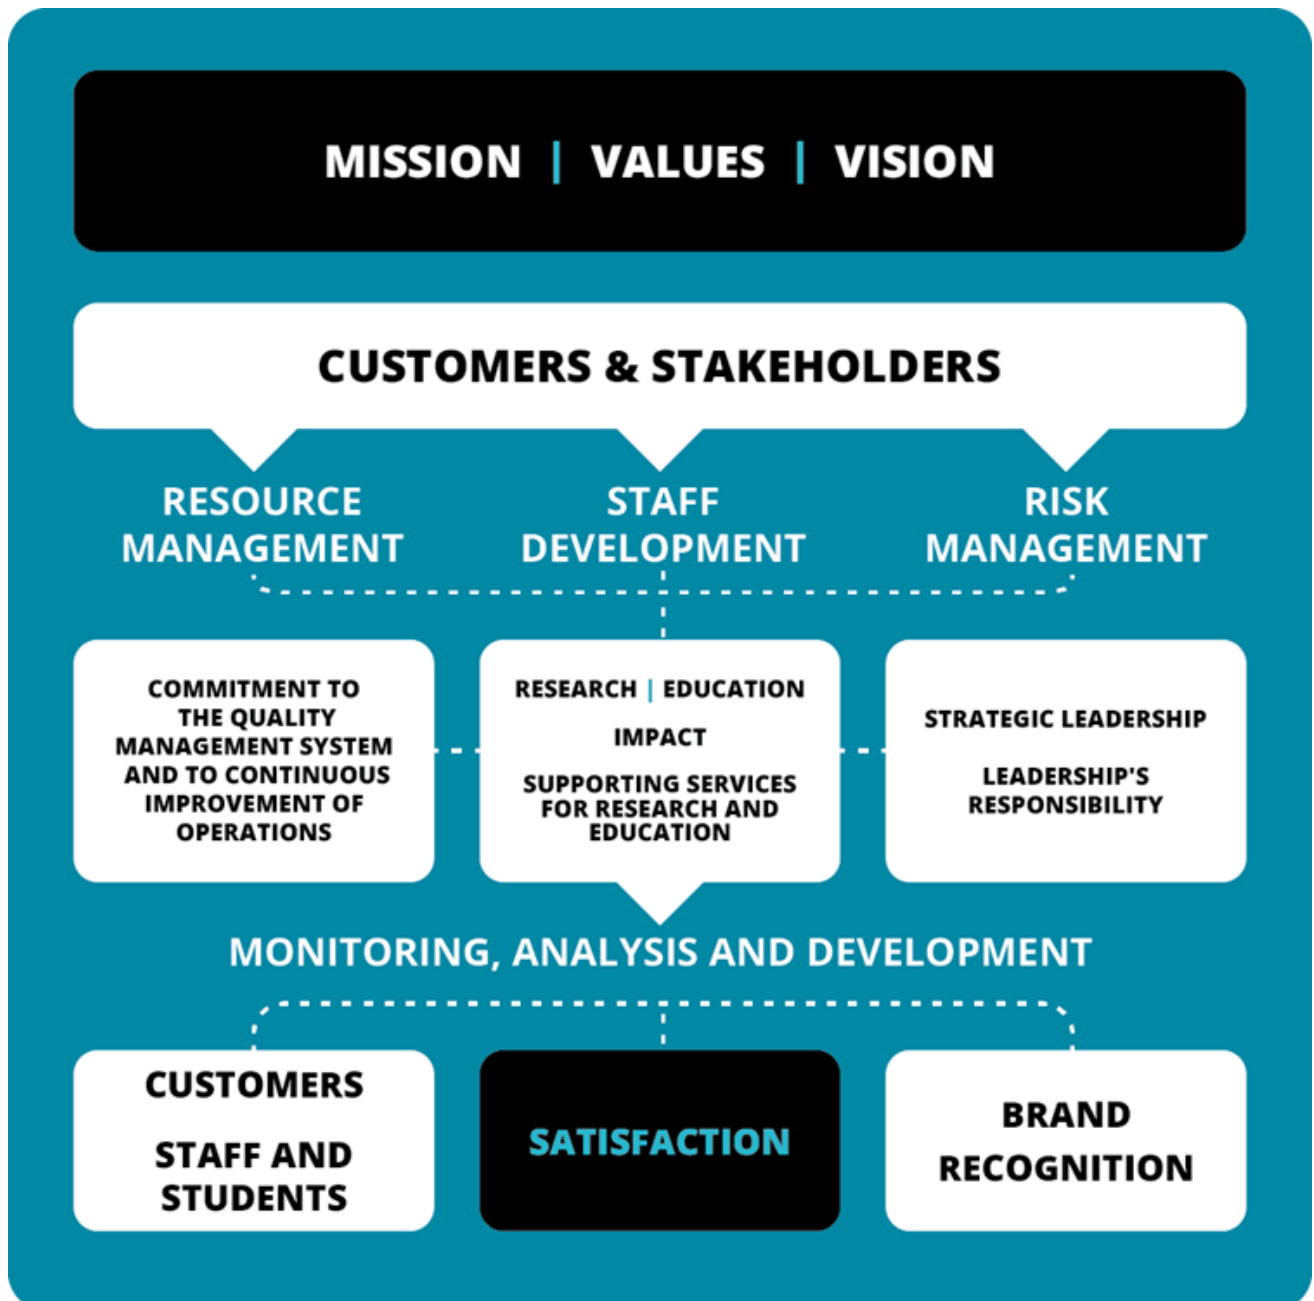 MISSION | VALUES | VISION
CUSTOMERS & STAKEHOLDERS
RESOURCE
MANAGEMENT
STAFF
DEVELOPMENT
RISK
MANAGEMENT
COMMITMENT TO
THE QUALITY
MANAGEMENT SYSTEM
AND TO CONTINUOUS
IMPROVEMENT OF
OPERATIONS
RESEARCH | EDUCATION
IMPACT
SUPPORTING SERVICES
FOR RESEARCH AND
EDUCATION
STRATEGIC LEADERSHIP
LEADERSHIP'S
RESPONSIBILITY
MONITORING, ANALYSIS AND DEVELOPMENT
CUSTOMERS
STAFF AND
STUDENTS
SATISFACTION
BRAND
RECOGNITION